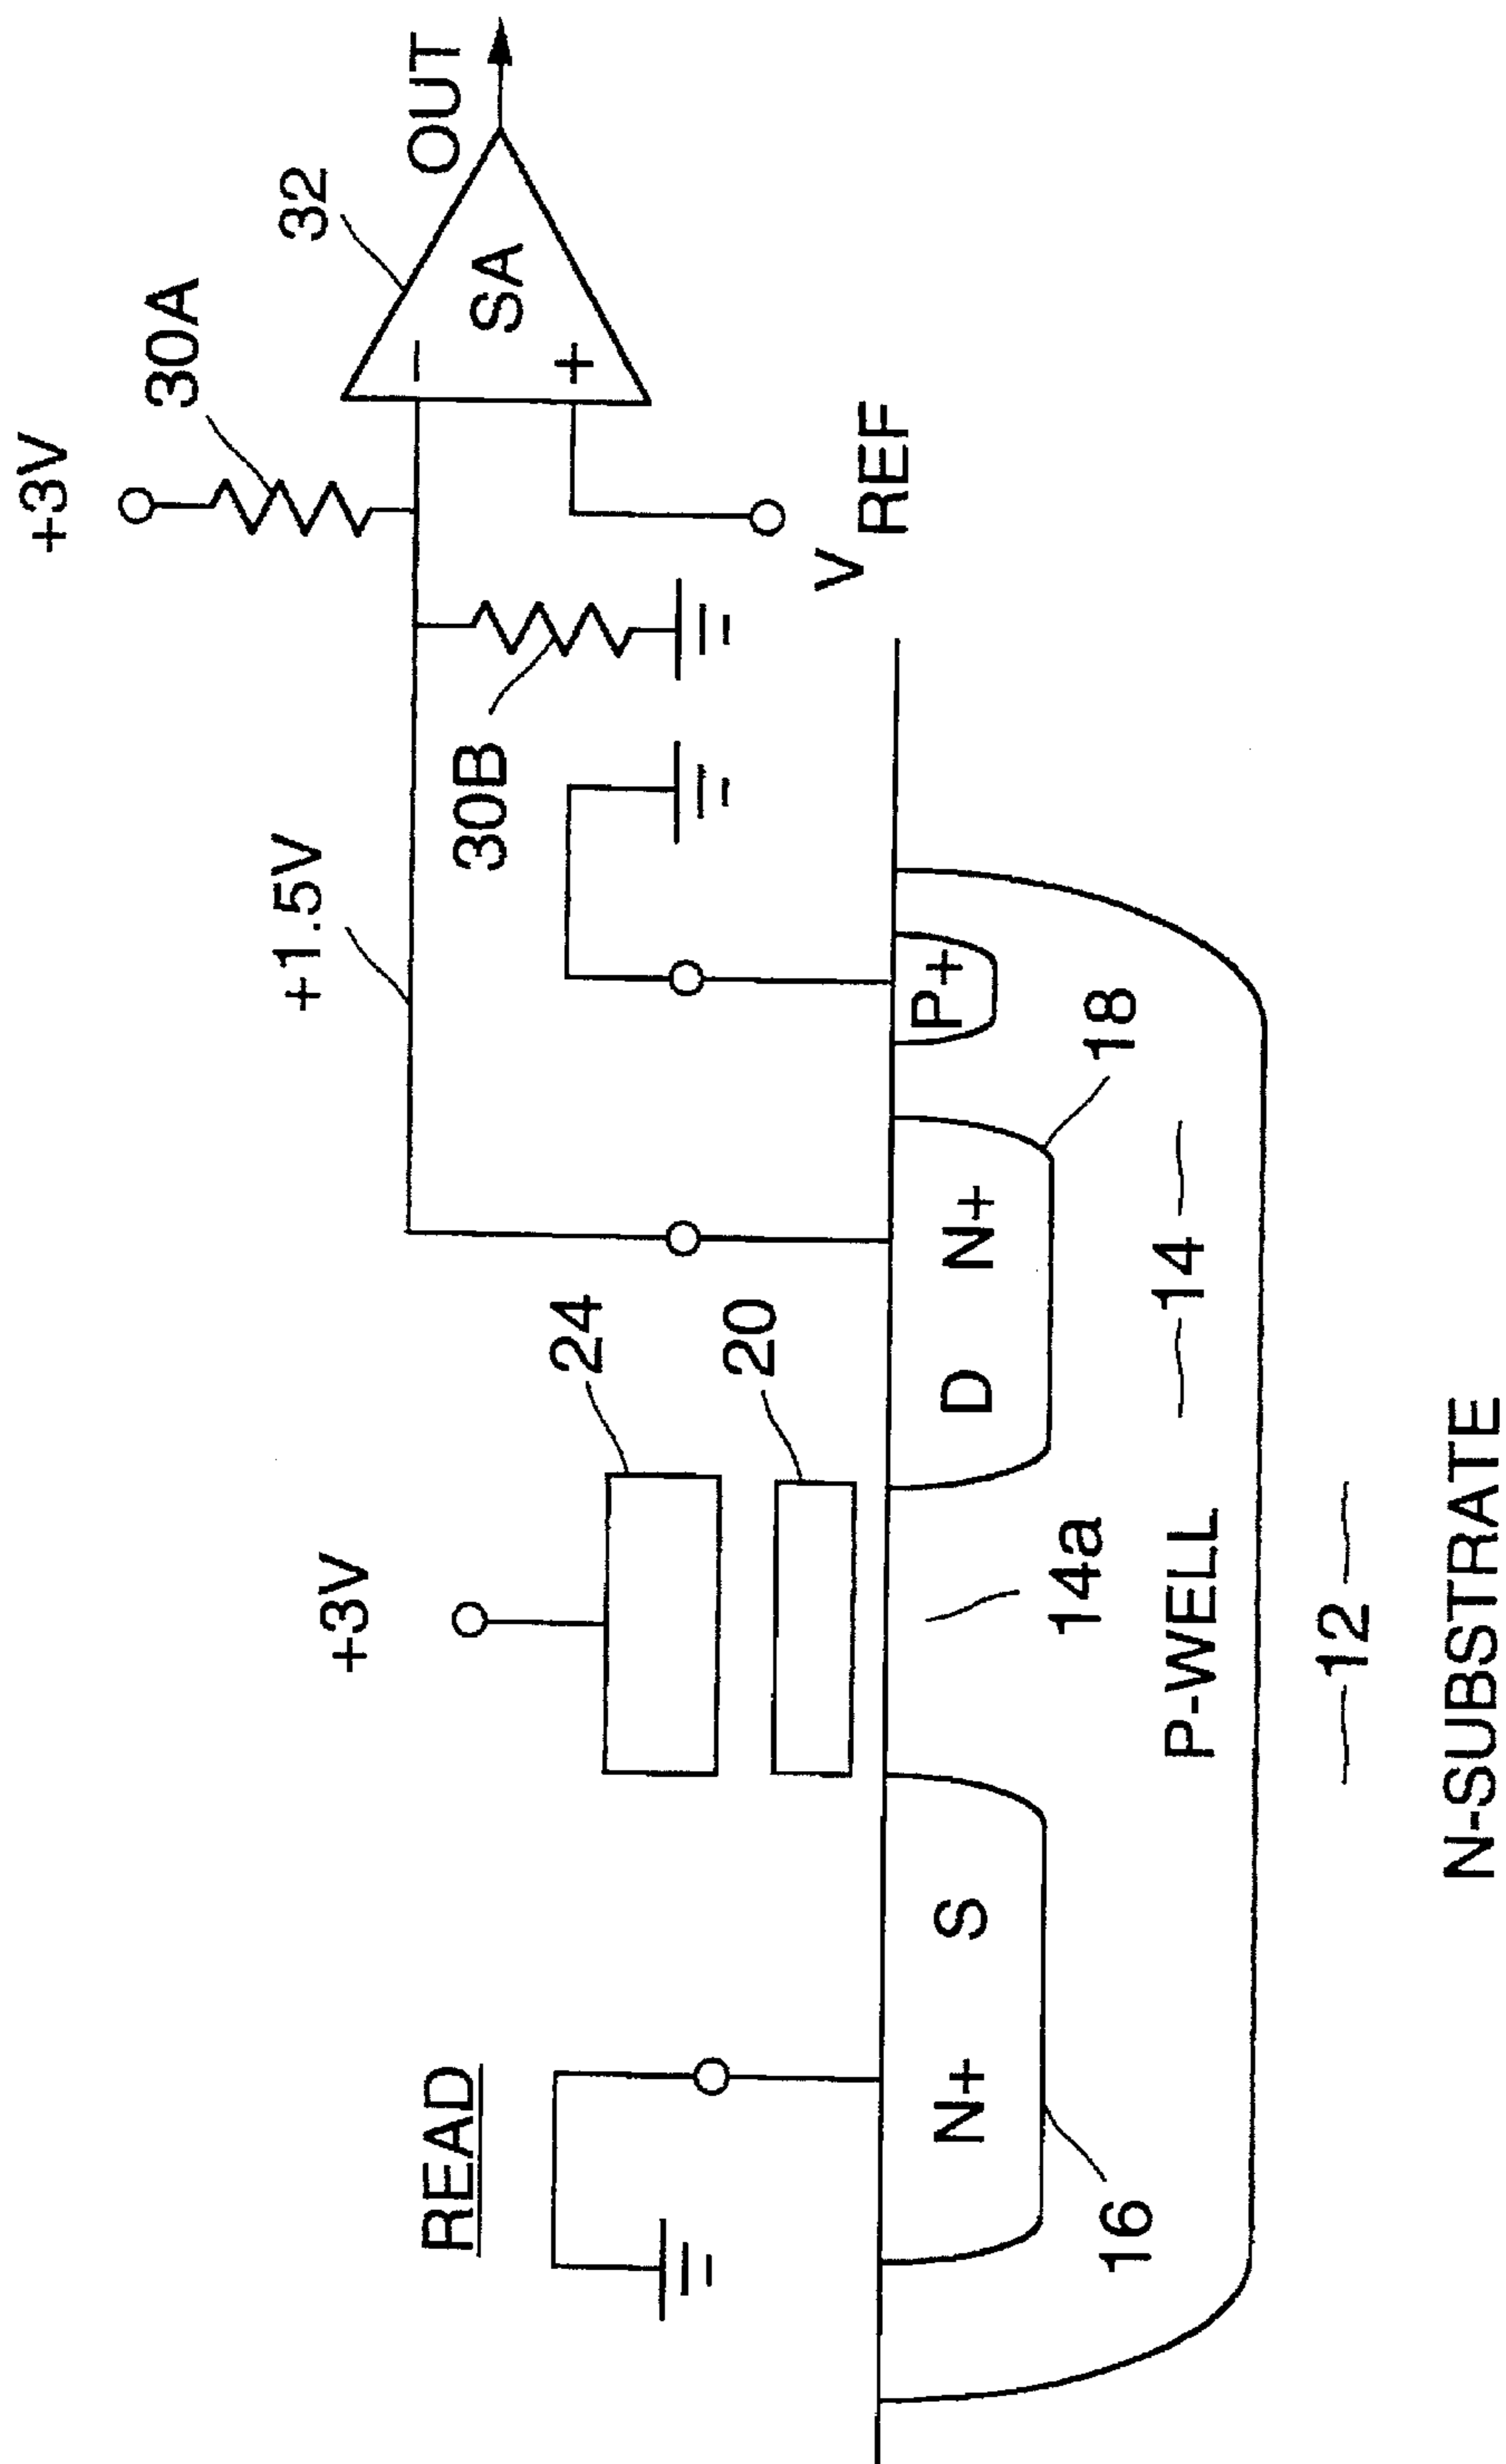 +3V
30A
32
OUT
SA
−
+
+1.5V
30B
V
REF
READ
+3V
24
20
N+
S
D
N+
P+
14a
18
16
P-WELL
14
12
N-SUBSTRATE